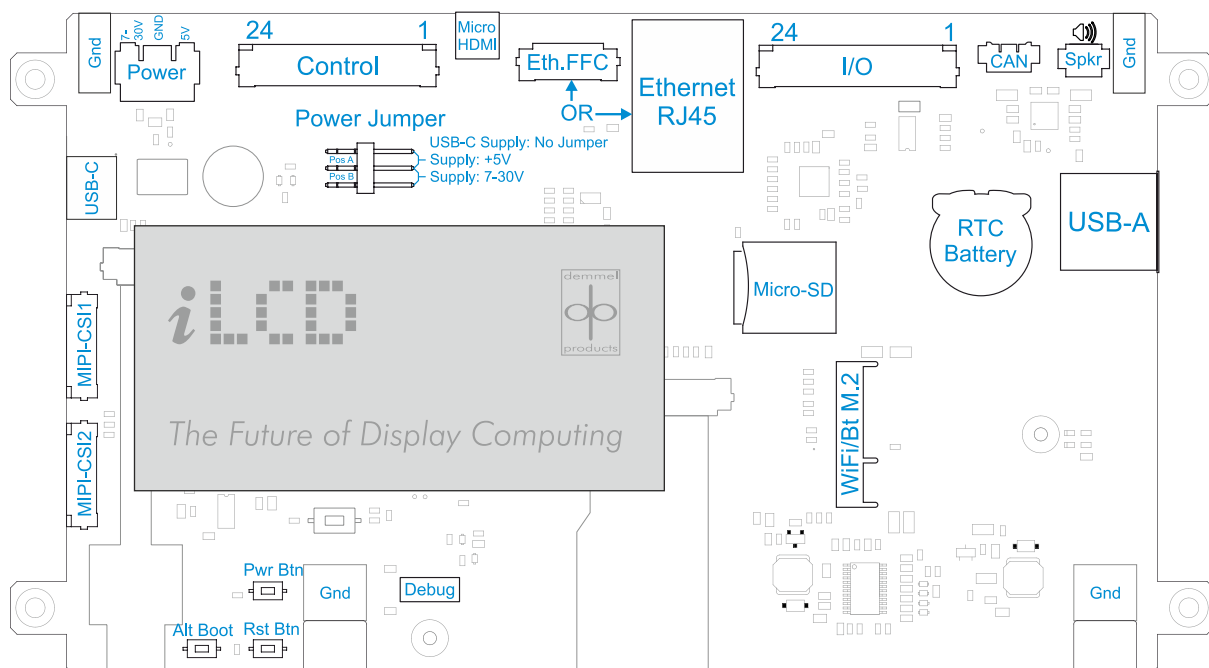 Gnd
7-
30V
GND
5V
Power
24
1
Control
Micro
HDMI
Eth.FFC
OR
Ethernet
RJ45
24
1
I/O
CAN
Spkr
Gnd
Power Jumper
Pos A
Pos B
USB-C Supply: No Jumper
Supply: +5V
Supply: 7-30V
USB-C
USB-A
RTC
Battery
Micro-SD
iLCD
demmel
dp
products
The Future of Display Computing
MIPI-CSI1
MIPI-CSI2
WiFi/Bt M.2
Pwr Btn
Alt Boot
Rst Btn
Gnd
Debug
Gnd